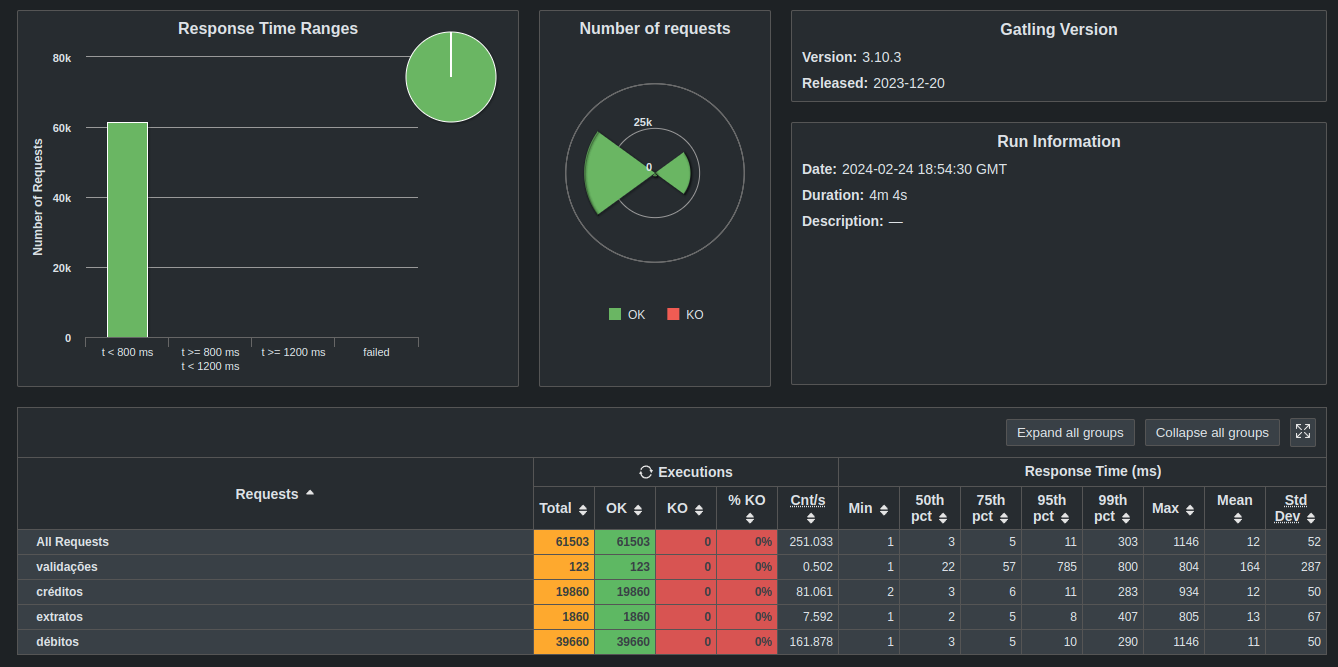 Response Time Ranges
80k
60k
40k
20k
0
Number of Requests
t < 800 ms
t >= 800 ms
t < 1200 ms
t >= 1200 ms
failed
Number of requests
25k
0
OK KO
Gatling Version
Version: 3.10.3
Released: 2023-12-20
Run Information
Date: 2024-02-24 18:54:30 GMT
Duration: 4m 4s
Description: —
Expand all groups Collapse all groups
Requests Executions Response Time (ms)
Total OK KO % KO Cnt/s Min 50th pct 75th pct 95th pct 99th pct Max Mean Std Dev
All Requests 61503 61503 0 0% 251.033 1 3 5 11 303 1146 12 52
validações 123 123 0 0% 0.502 1 22 57 785 800 804 164 287
créditos 19860 19860 0 0% 81.061 2 3 6 11 283 934 12 50
extratos 1860 1860 0 0% 7.592 1 2 5 8 407 805 13 67
débitos 39660 39660 0 0% 161.878 1 3 5 10 290 1146 11 50